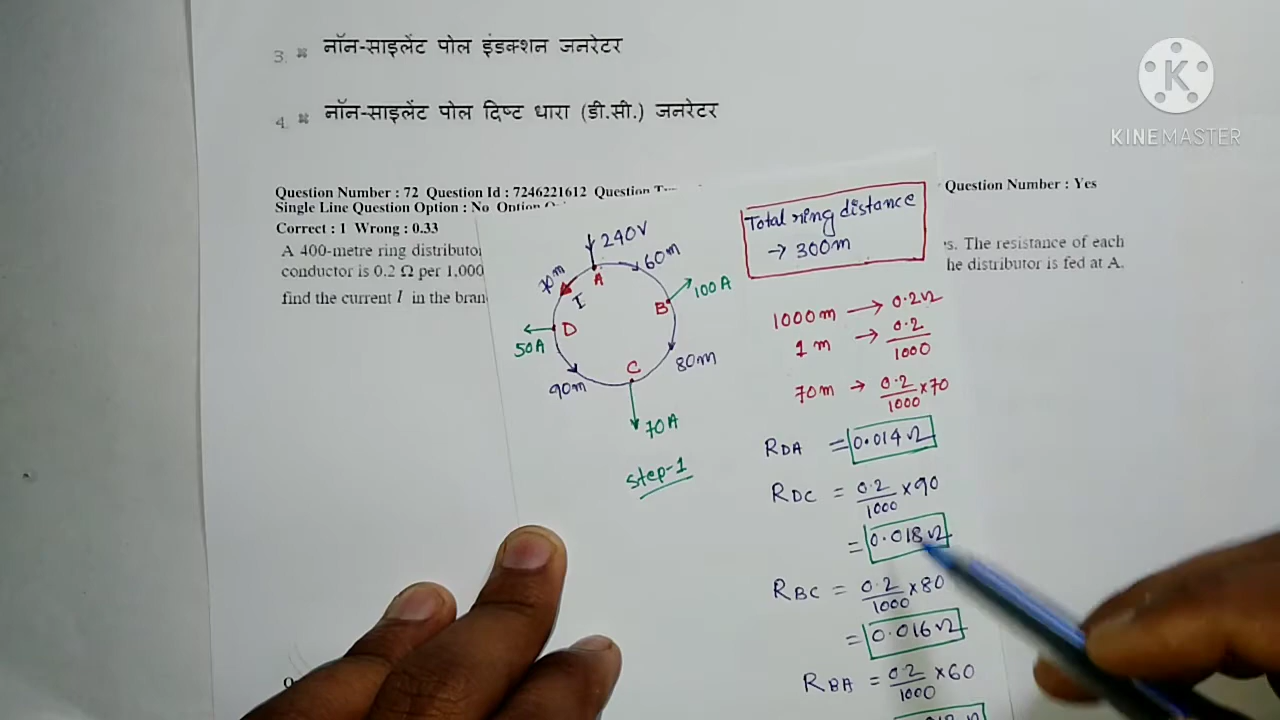 3. ✖ नॉन-साइलेंट पोल इंडक्शन जनरेटर
4. ✖ नॉन-साइलेंट पोल दिष्ट धारा (डी.सी.) जनरेटर
KINEMASTER
Question Number : 72 Question Id : 7246221612 Question
Question Number : Yes
Single Line Question Option : No Option
Correct : 1 Wrong : 0.33
A 400-metre ring
s. The resistance of each
conductor is 0.2 Ω per 1,000
he distributor is fed at A.
find the current I in the
240V
60m
70m
A
I
B
100A
D
50A
C
80m
90m
70A
Step-1
Total ring distance
→ 300m
1000m → 0.2Ω
1m → 0.2/1000
70m → 0.2/1000 ×70
RDA = 0.014Ω
RDC = 0.2/1000 ×90
= 0.018Ω
RBC = 0.2/1000 ×80
= 0.016Ω
RBA = 0.2/1000 ×60